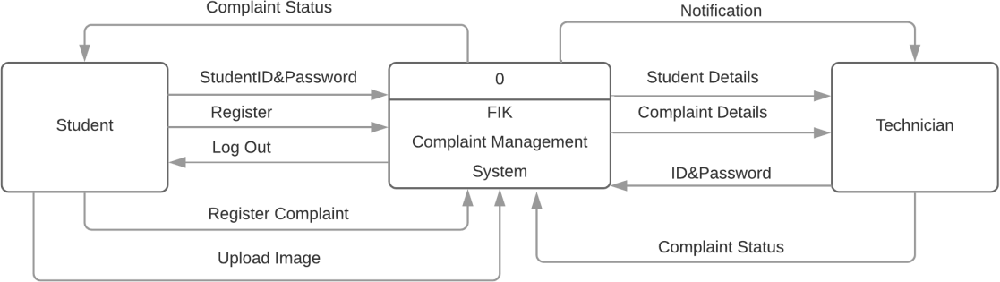 Complaint Status
Notification
StudentID&Password
Register
Log Out
Student
0
FIK
Complaint Management
System
Student Details
Complaint Details
ID&Password
Technician
Register Complaint
Upload Image
Complaint Status